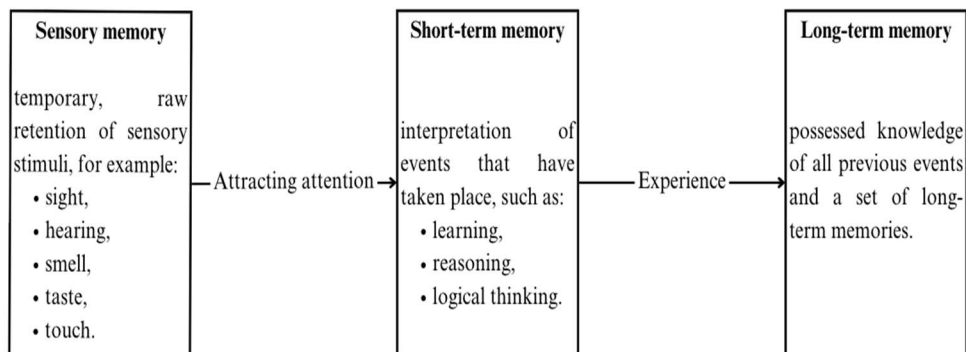 Sensory memory
temporary, raw
retention of sensory
stimuli, for example:
• sight,
• hearing,
• smell,
• taste,
• touch.
Attracting attention
Short-term memory
interpretation of
events that have
taken place, such as:
• learning,
• reasoning,
• logical thinking.
Experience
Long-term memory
possessed knowledge
of all previous events
and a set of long-
term memories.